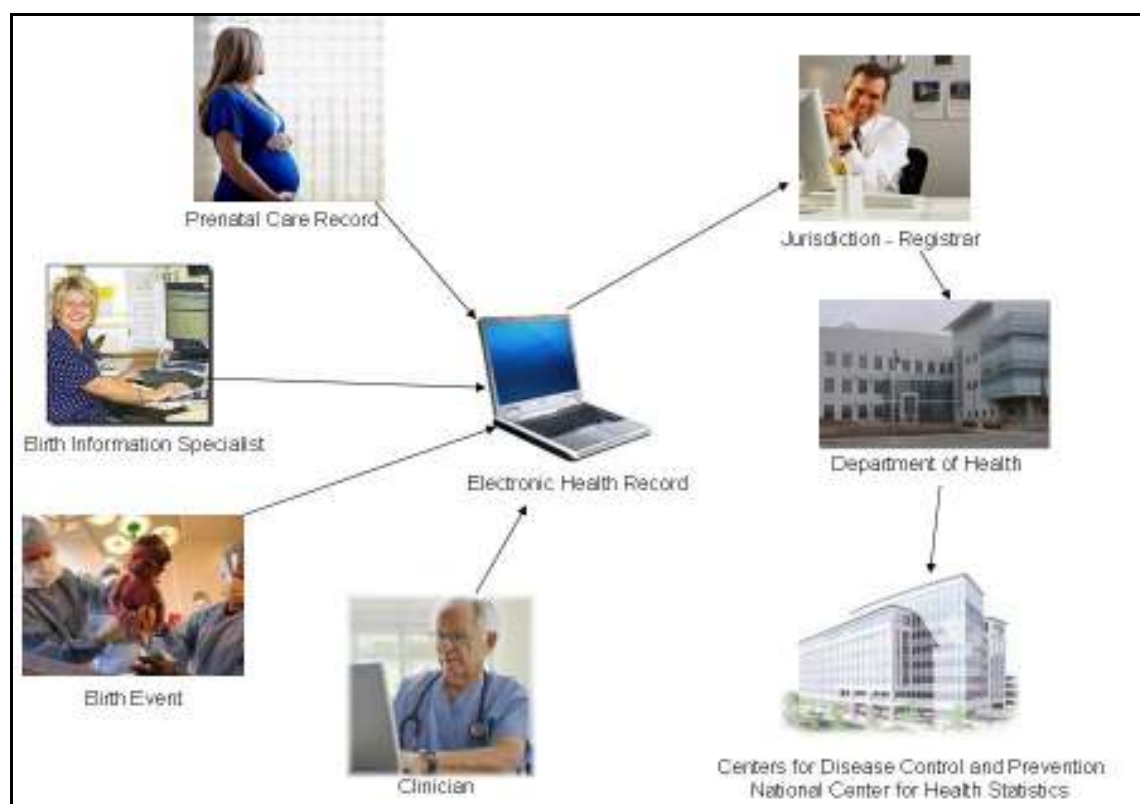 Prenatal Care Record
Jurisdiction - Registrar
Birth Information Specialist
Electronic Health Record
Department of Health
Birth Event
Clinician
Centers for Disease Control and Prevention
National Center for Health Statistics